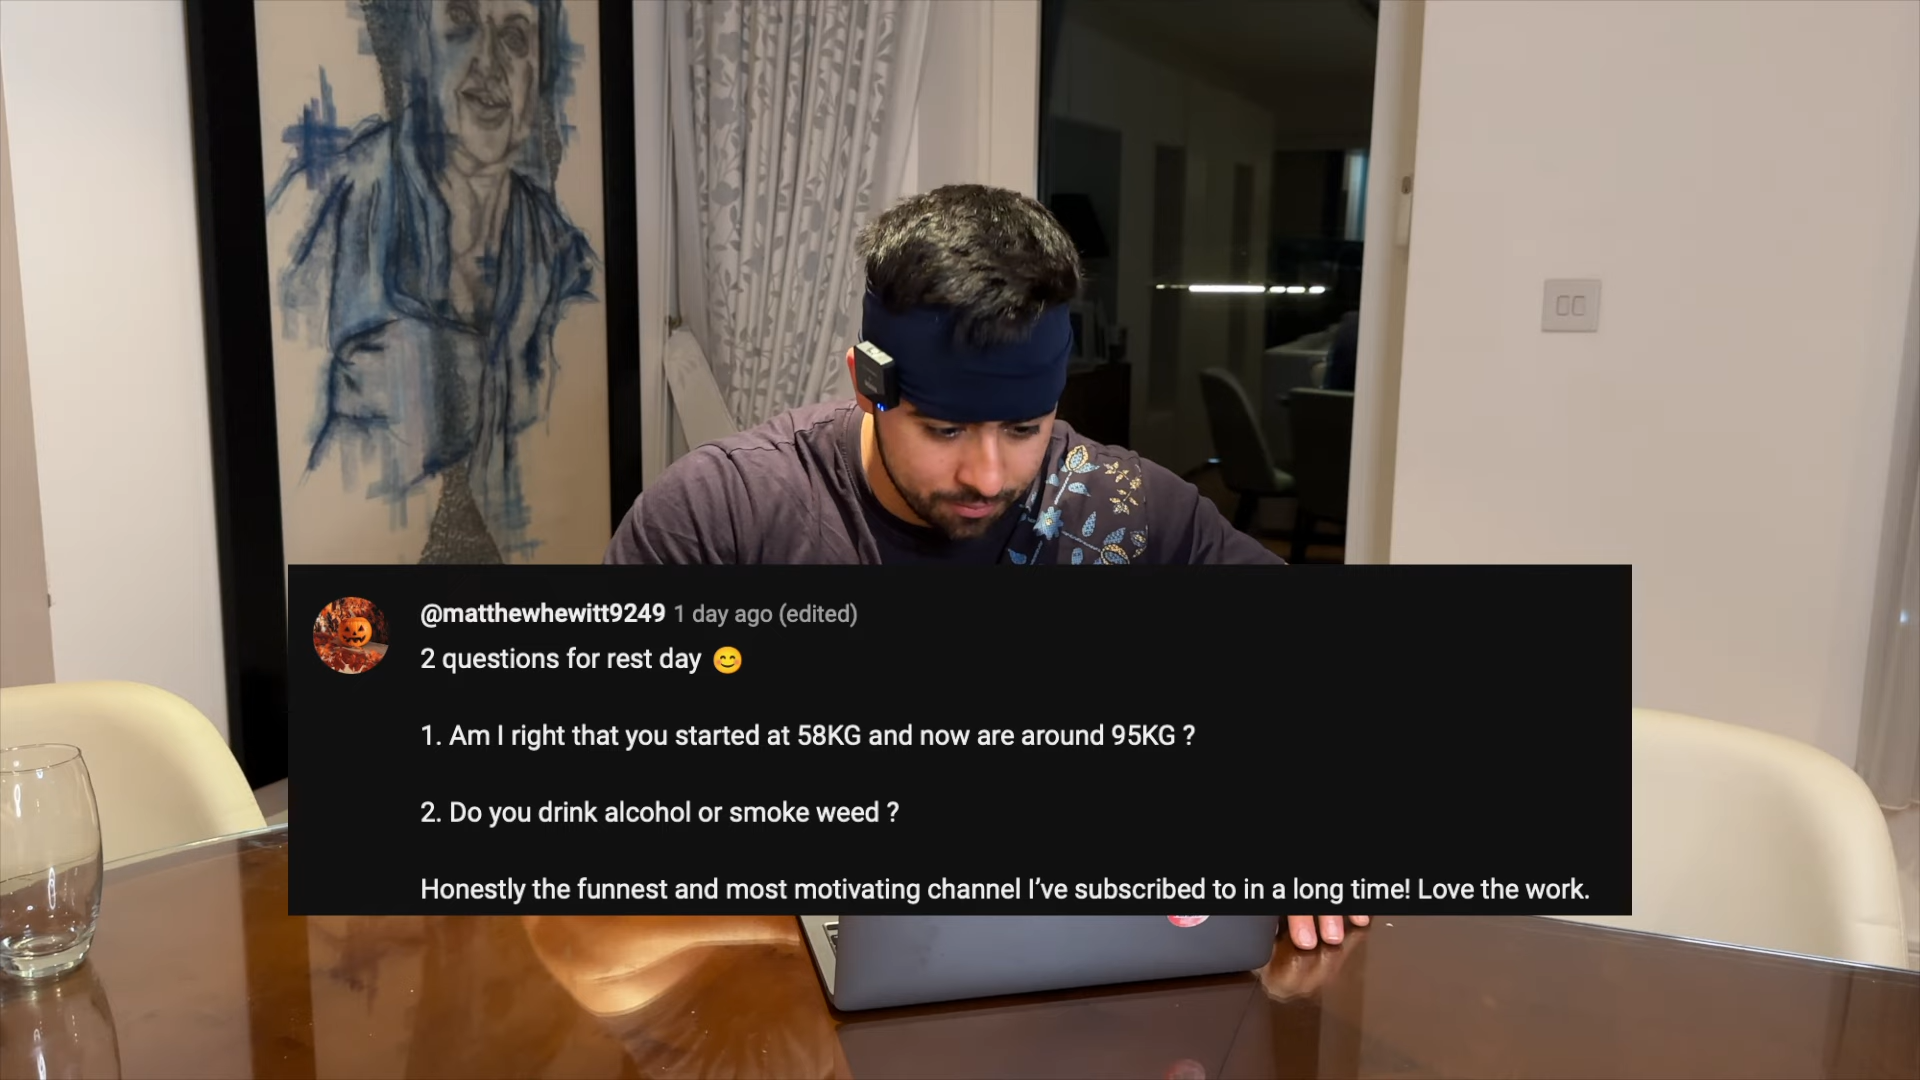 @matthewhewitt9249 1 day ago (edited)
2 questions for rest day 😊
1. Am I right that you started at 58KG and now are around 95KG ?
2. Do you drink alcohol or smoke weed ?
Honestly the funnest and most motivating channel I’ve subscribed to in a long time! Love the work.